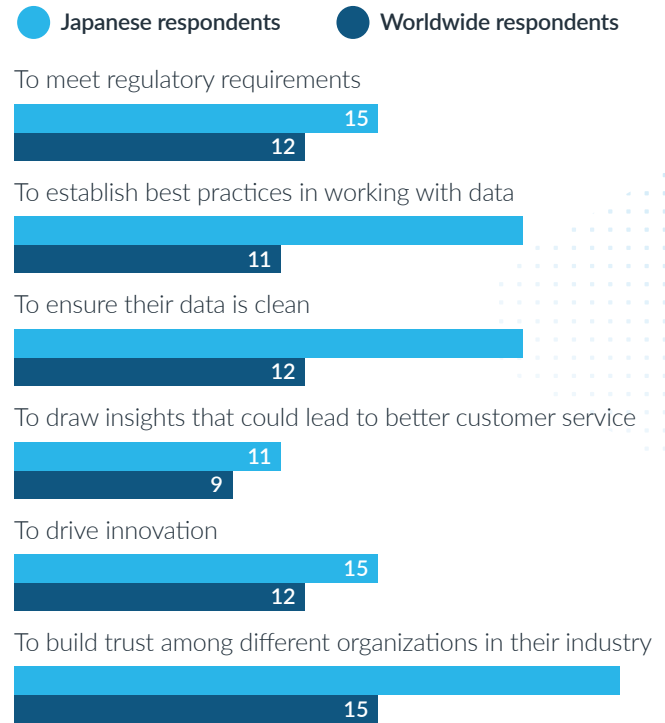 Japanese respondents Worldwide respondents
To meet regulatory requirements
15
12
To establish best practices in working with data
11
To ensure their data is clean
12
To draw insights that could lead to better customer service
11
9
To drive innovation
15
12
To build trust among different organizations in their industry
15